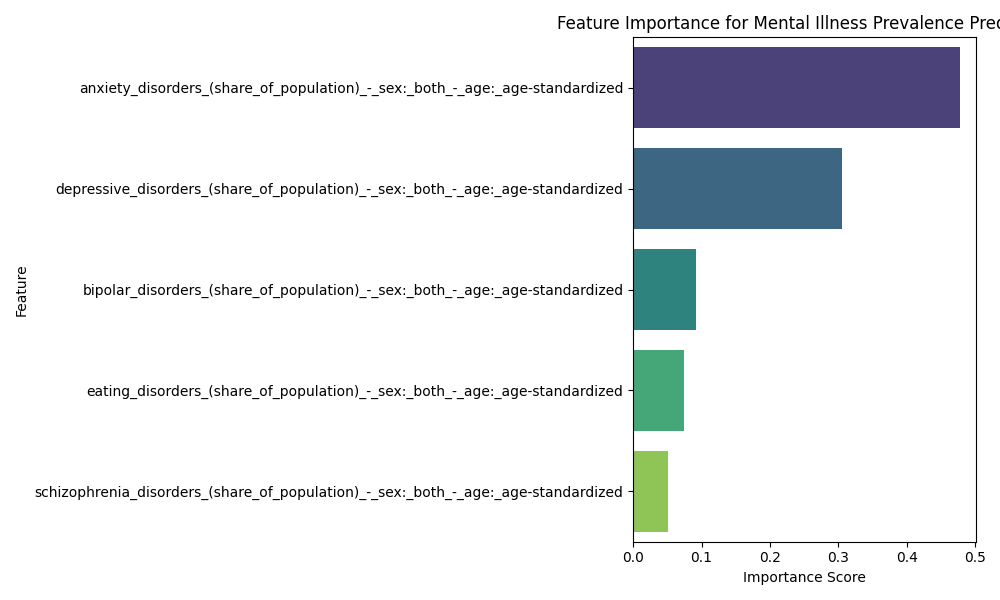 Feature Importance for Mental Illness Prevalence
anxiety_disorders_(share_of_population)_-_sex:_both_-_age:_age-standardized
depressive_disorders_(share_of_population)_-_sex:_both_-_age:_age-standardized
bipolar_disorders_(share_of_population)_-_sex:_both_-_age:_age-standardized
eating_disorders_(share_of_population)_-_sex:_both_-_age:_age-standardized
schizophrenia_disorders_(share_of_population)_-_sex:_both_-_age:_age-standardized
Feature
0.0 0.1 0.2 0.3 0.4 0.5
Importance Score